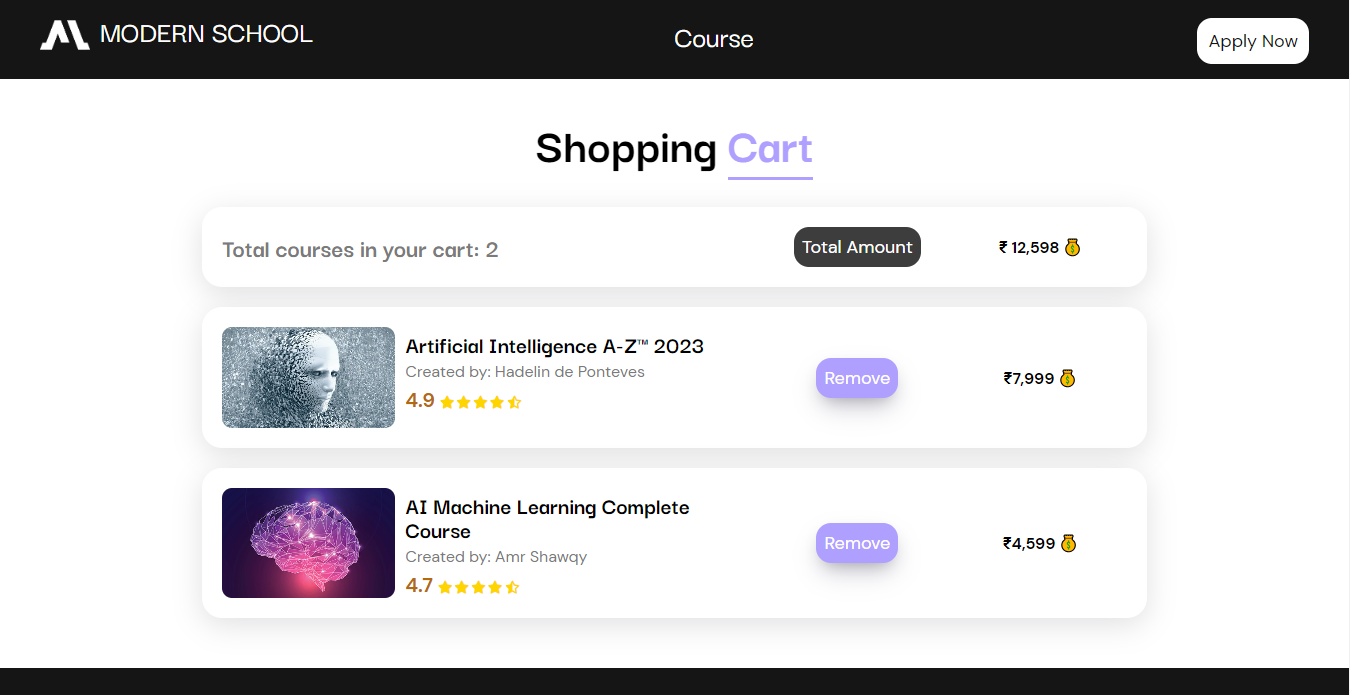 MODERN SCHOOL
Course
Apply Now
Shopping Cart
Total courses in your cart: 2
Total Amount
₹ 12,598
Artificial Intelligence A-Z™ 2023
Created by: Hadelin de Ponteves
4.9
Remove
₹7,999
AI Machine Learning Complete
Course
Created by: Amr Shawqy
4.7
Remove
₹4,599